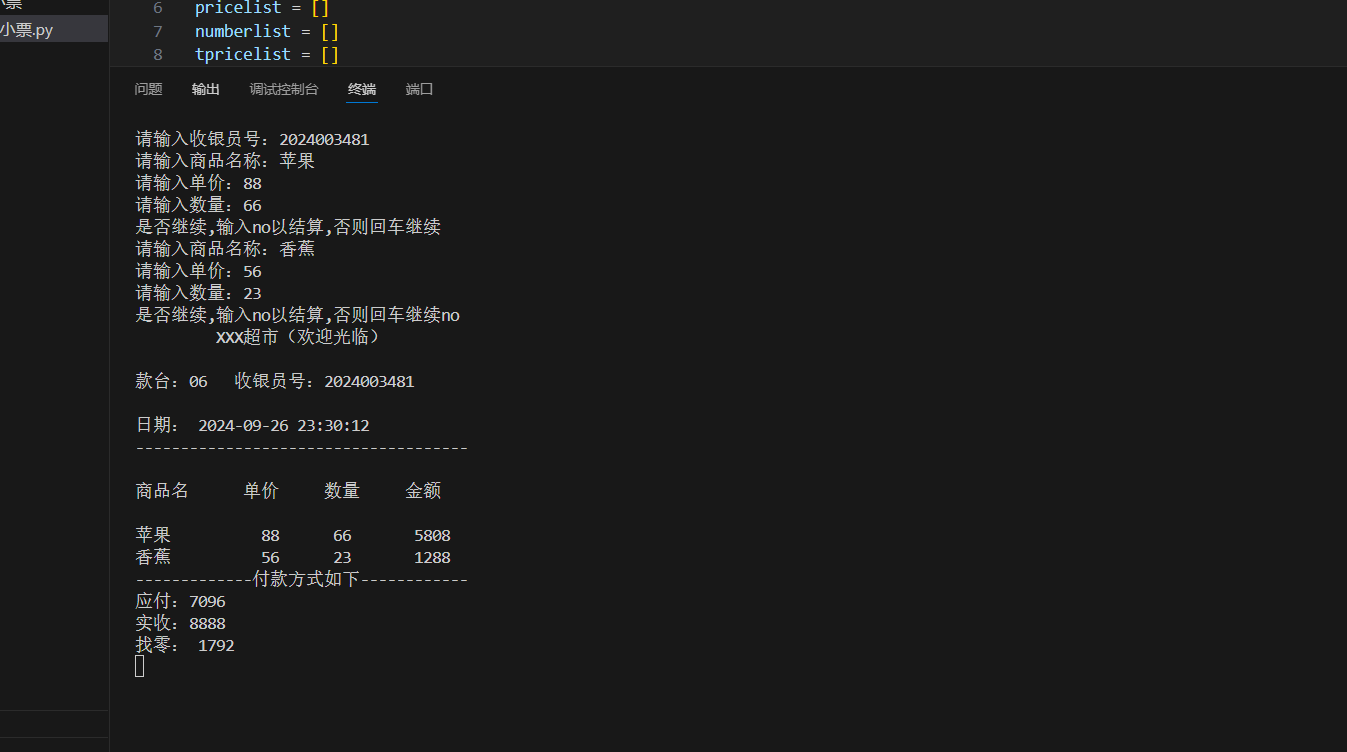 小票
小票.py
6 pricelist = []
7 numberlist = []
8 tpricelist = []
问题 输出 调试控制台 终端 端口
请输入收银员号：2024003481
请输入商品名称：苹果
请输入单价：88
请输入数量：66
是否继续,输入no以结算,否则回车继续
请输入商品名称：香蕉
请输入单价：56
请输入数量：23
是否继续,输入no以结算,否则回车继续no
XXX超市（欢迎光临）
款台：06 收银员号：2024003481
日期： 2024-09-26 23:30:12
-------------------------------------
商品名 单价 数量 金额
苹果 88 66 5808
香蕉 56 23 1288
-------------付款方式如下------------
应付：7096
实收：8888
找零： 1792